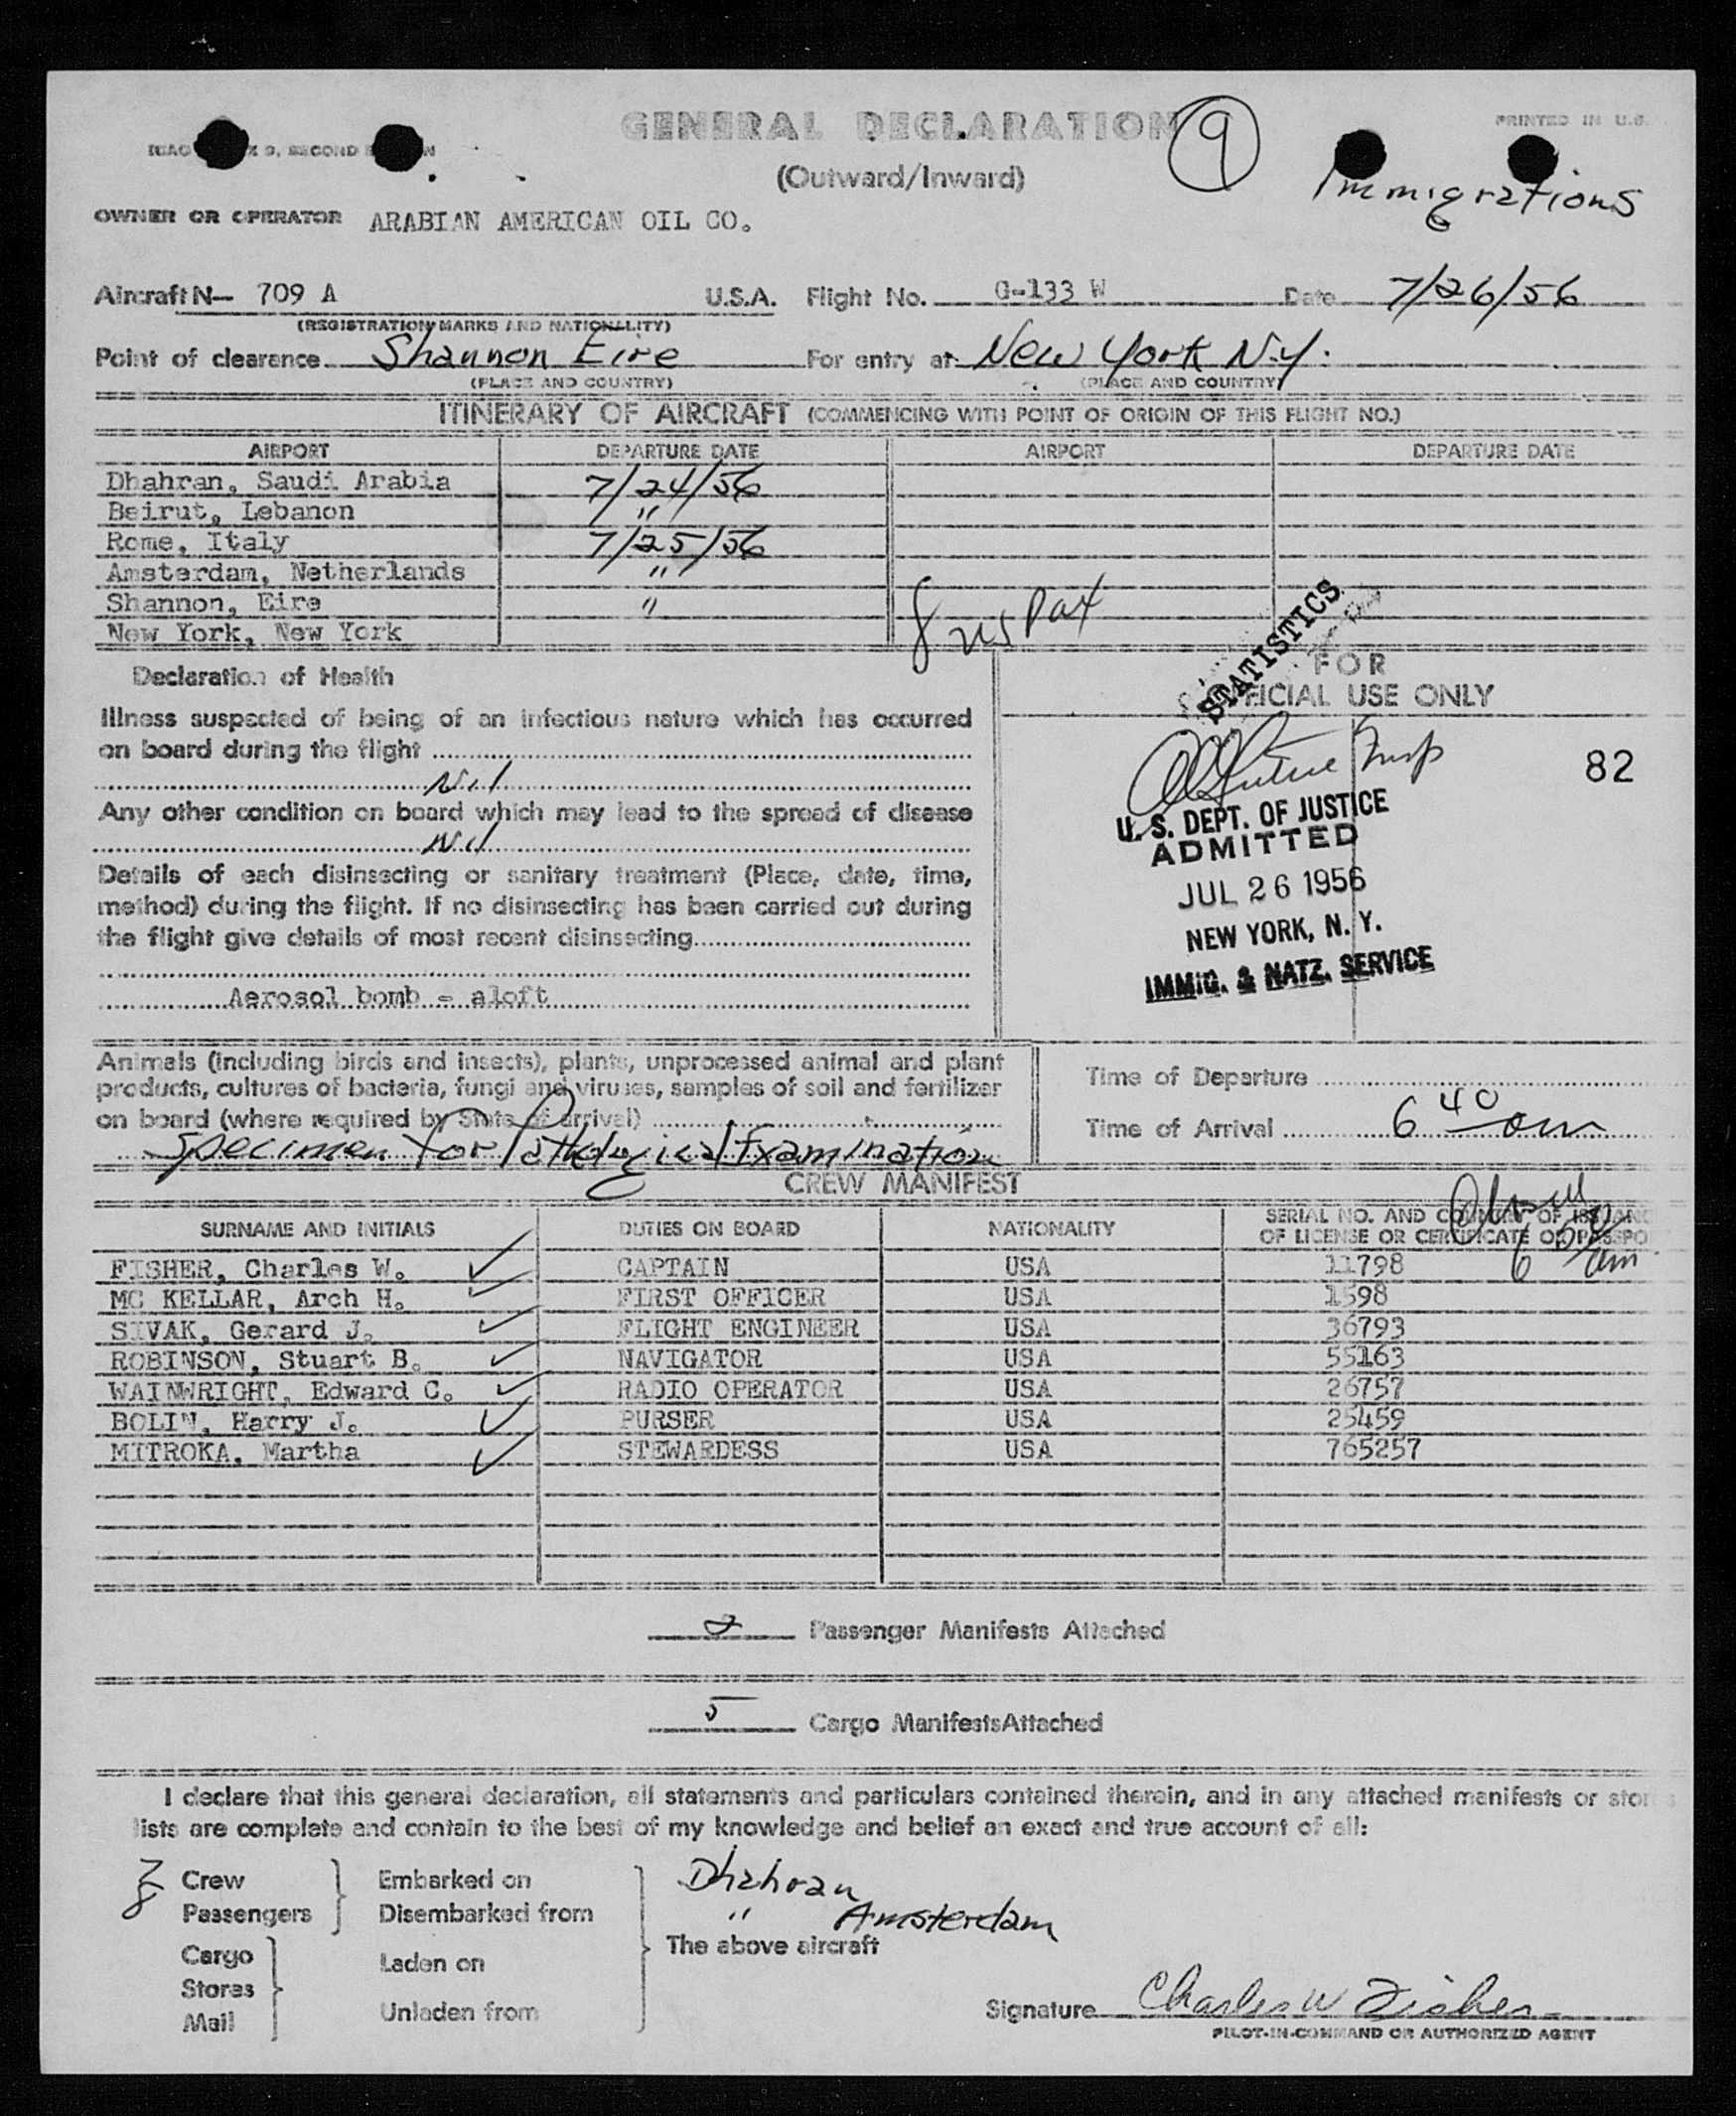 GENERAL DECLARATION
9
PRINTED IN U.S.
SECOND
(Outward/Inward)
Immigrations
OWNER OR OPERATOR ARABIAN AMERICAN OIL CO.
Aircraft N— 709 A U.S.A. Flight No. G-133 W Date 7/26/56
(REGISTRATION MARKS AND NATIONALITY)
Point of clearance Shannon Eire For entry at New York N.Y.
(PLACE AND COUNTRY) (PLACE AND COUNTRY)
ITINERARY OF AIRCRAFT (COMMENCING WITH POINT OF ORIGIN OF THIS FLIGHT NO.)
AIRPORT DEPARTURE DATE AIRPORT DEPARTURE DATE
Dhahran, Saudi Arabia 7/24/56
Beirut, Lebanon "
Rome, Italy 7/25/56
Amsterdam, Netherlands "
Shannon, Eire "
New York, New York
8 Pax
STATISTICS
Declaration of Health
FOR
OFFICIAL USE ONLY
Illness suspected of being of an infectious nature which has occurred
on board during the flight
Nil
82
Any other condition on board which may lead to the spread of disease
Nil
U. S. DEPT. OF JUSTICE
ADMITTED
JUL 26 1956
NEW YORK, N. Y.
IMMIG. & NATZ. SERVICE
Details of each disinsecting or sanitary treatment (Place, date, time,
method) during the flight. If no disinsecting has been carried out during
the flight give details of most recent disinsecting
Aerosol bomb - aloft
Animals (including birds and insects), plants, unprocessed animal and plant
products, cultures of bacteria, fungi and viruses, samples of soil and fertilizer
on board (where required by State of arrival)
Specimen for Pathological Examination
Time of Departure
Time of Arrival 6 40 am
CREW MANIFEST
SURNAME AND INITIALS DUTIES ON BOARD NATIONALITY SERIAL NO. AND COUNTRY OF ISSUANC
OF LICENSE OR CERTIFICATE OR PASSPO
FISHER, Charles W. CAPTAIN USA 11798
MC KELLAR, Arch H. FIRST OFFICER USA 1598
SIVAK, Gerard J. FLIGHT ENGINEER USA 36793
ROBINSON, Stuart B. NAVIGATOR USA 55163
WAINWRIGHT, Edward C. RADIO OPERATOR USA 26757
BOLIN, Harry J. PURSER USA 25459
MITROKA, Martha STEWARDESS USA 765257
2 Passenger Manifests Attached
5 Cargo Manifests Attached
I declare that this general declaration, all statements and particulars contained therein, and in any attached manifests or stores
lists are complete and contain to the best of my knowledge and belief an exact and true account of all:
7 Crew Embarked on Dhahran
8 Passengers Disembarked from " Amsterdam
The above aircraft
Cargo Laden on
Stores
Mail Unladen from
Signature Charles W Fisher
PILOT-IN-COMMAND OR AUTHORIZED AGENT